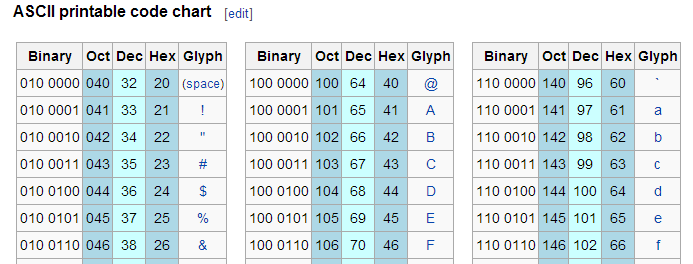 ASCII printable code chart [edit]
Binary Oct Dec Hex Glyph Binary Oct Dec Hex Glyph Binary Oct Dec Hex Glyph
010 0000 040 32 20 (space) 100 0000 100 64 40 @ 110 0000 140 96 60 `
010 0001 041 33 21 ! 100 0001 101 65 41 A 110 0001 141 97 61 a
010 0010 042 34 22 " 100 0010 102 66 42 B 110 0010 142 98 62 b
010 0011 043 35 23 # 100 0011 103 67 43 C 110 0011 143 99 63 c
010 0100 044 36 24 $ 100 0100 104 68 44 D 110 0100 144 100 64 d
010 0101 045 37 25 % 100 0101 105 69 45 E 110 0101 145 101 65 e
010 0110 046 38 26 & 100 0110 106 70 46 F 110 0110 146 102 66 f